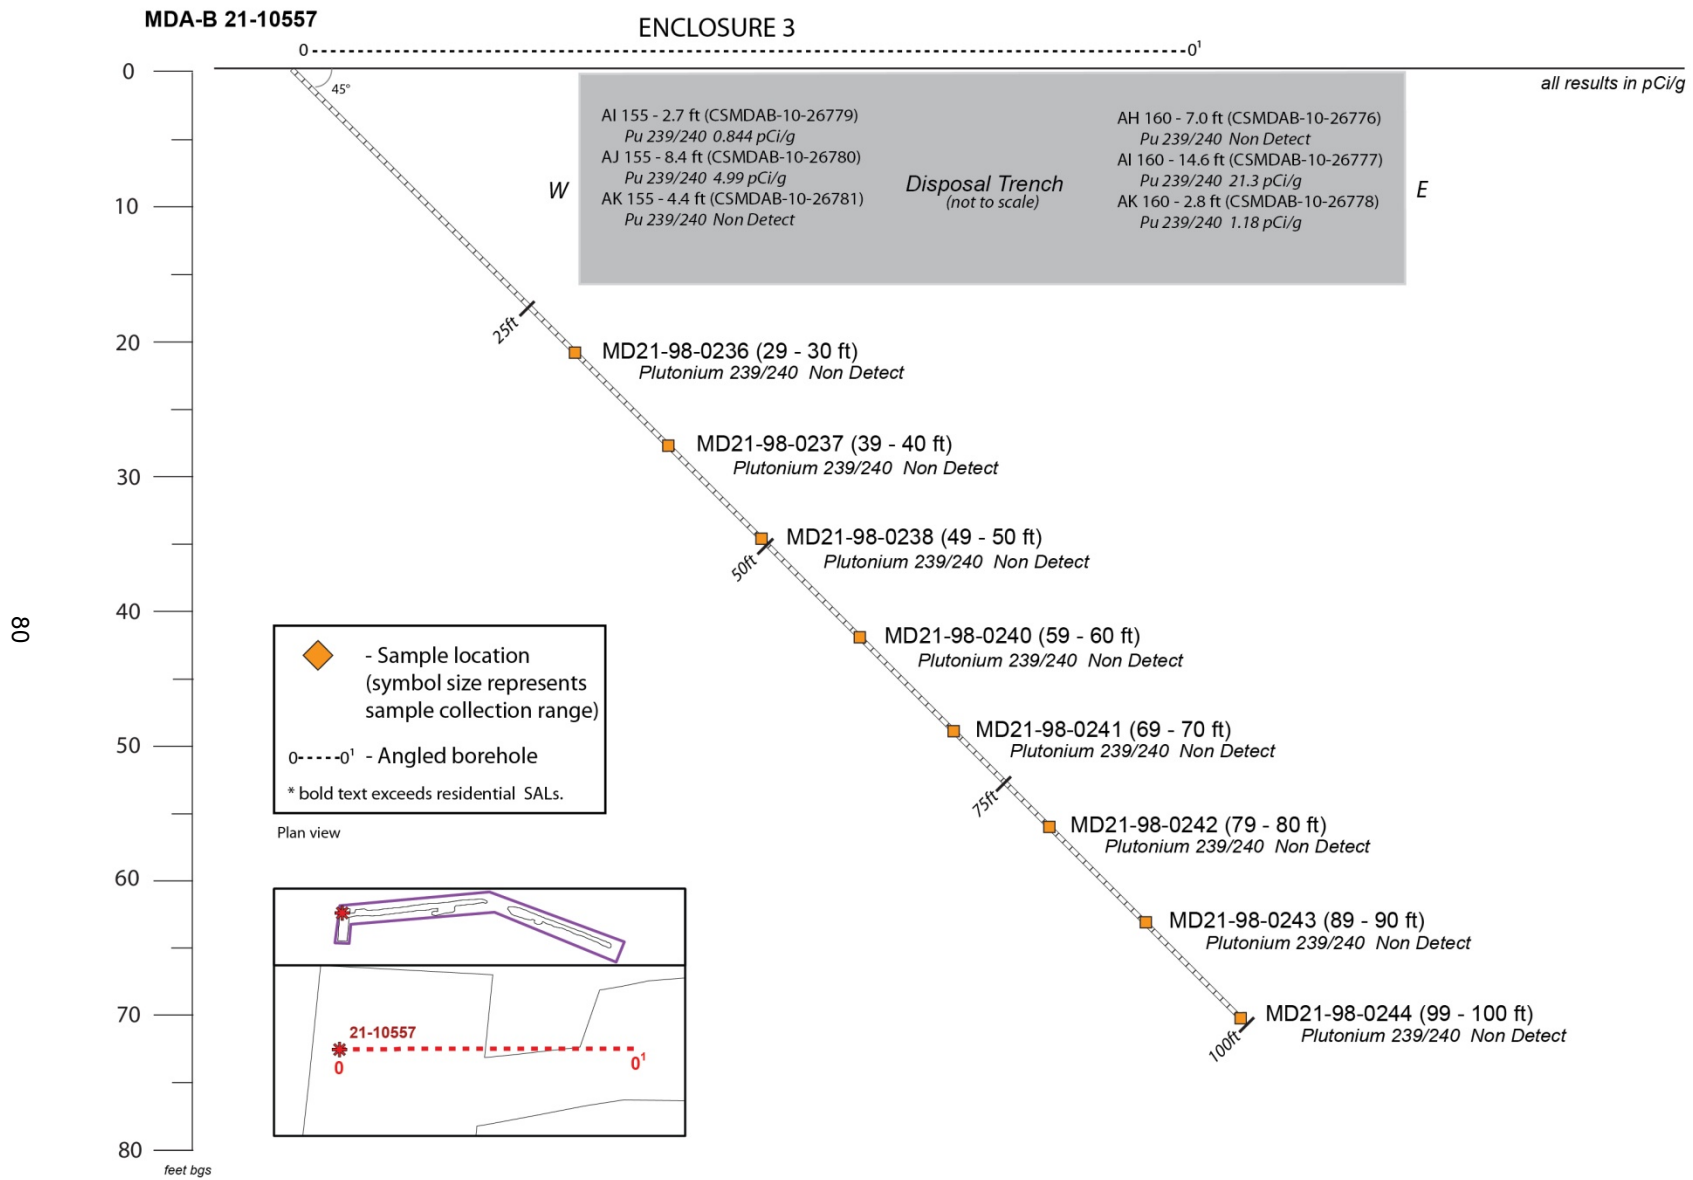 MDA-B 21-10557
ENCLOSURE 3
0 0¹
all results in pCi/g
0
45°
10
20
30
40
50
60
70
80
feet bgs
80
W
AI 155 - 2.7 ft (CSMDAB-10-26779)
Pu 239/240 0.844 pCi/g
AJ 155 - 8.4 ft (CSMDAB-10-26780)
Pu 239/240 4.99 pCi/g
AK 155 - 4.4 ft (CSMDAB-10-26781)
Pu 239/240 Non Detect
Disposal Trench
(not to scale)
AH 160 - 7.0 ft (CSMDAB-10-26776)
Pu 239/240 Non Detect
AI 160 - 14.6 ft (CSMDAB-10-26777)
Pu 239/240 21.3 pCi/g
AK 160 - 2.8 ft (CSMDAB-10-26778)
Pu 239/240 1.18 pCi/g
E
25ft
MD21-98-0236 (29 - 30 ft)
Plutonium 239/240 Non Detect
MD21-98-0237 (39 - 40 ft)
Plutonium 239/240 Non Detect
MD21-98-0238 (49 - 50 ft)
Plutonium 239/240 Non Detect
50ft
MD21-98-0240 (59 - 60 ft)
Plutonium 239/240 Non Detect
MD21-98-0241 (69 - 70 ft)
Plutonium 239/240 Non Detect
75ft
MD21-98-0242 (79 - 80 ft)
Plutonium 239/240 Non Detect
MD21-98-0243 (89 - 90 ft)
Plutonium 239/240 Non Detect
MD21-98-0244 (99 - 100 ft)
Plutonium 239/240 Non Detect
100ft
- Sample location
(symbol size represents
sample collection range)
0-----0¹ - Angled borehole
* bold text exceeds residential SALs.
Plan view
21-10557
0 0¹